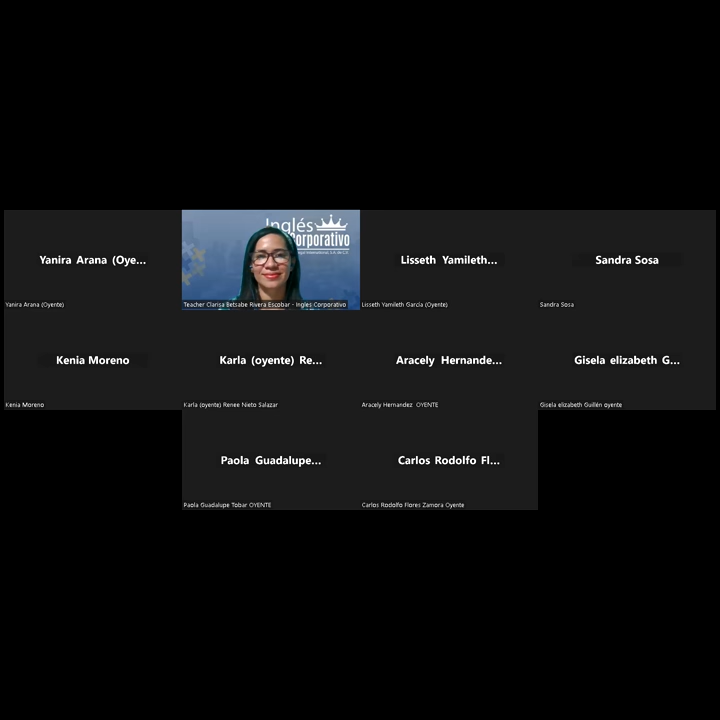 Yanira Arana (Oye...
Yanira Arana (Oyente)
Inglés
Corporativo
Teacher Clarisa Betsabe Rivera Escobar - Ingles Corporativo
Lisseth Yamileth...
Lisseth Yamileth García (Oyente)
Sandra Sosa
Sandra Sosa
Kenia Moreno
Kenia Moreno
Karla (oyente) Re...
Karla (oyente) Renee Nieto Salazar
Aracely Hernande...
Aracely Hernandez OYENTE
Gisela elizabeth G...
Gisela elizabeth Guillén oyente
Paola Guadalupe...
Paola Guadalupe Tobar OYENTE
Carlos Rodolfo Fl...
Carlos Rodolfo Flores Zamora Oyente